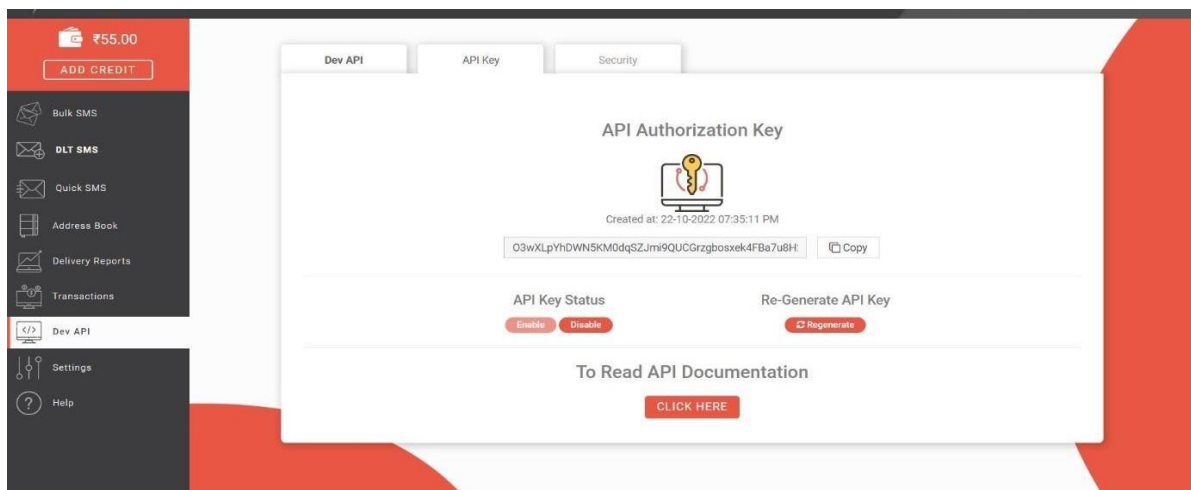 ₹55.00
ADD CREDIT
Bulk SMS
DLT SMS
Quick SMS
Address Book
Delivery Reports
Transactions
Dev API
Settings
Help
Dev API API Key Security
API Authorization Key
Created at: 22-10-2022 07:35:11 PM
Copy
API Key Status Re-Generate API Key
Enable Disable Regenerate
To Read API Documentation
CLICK HERE